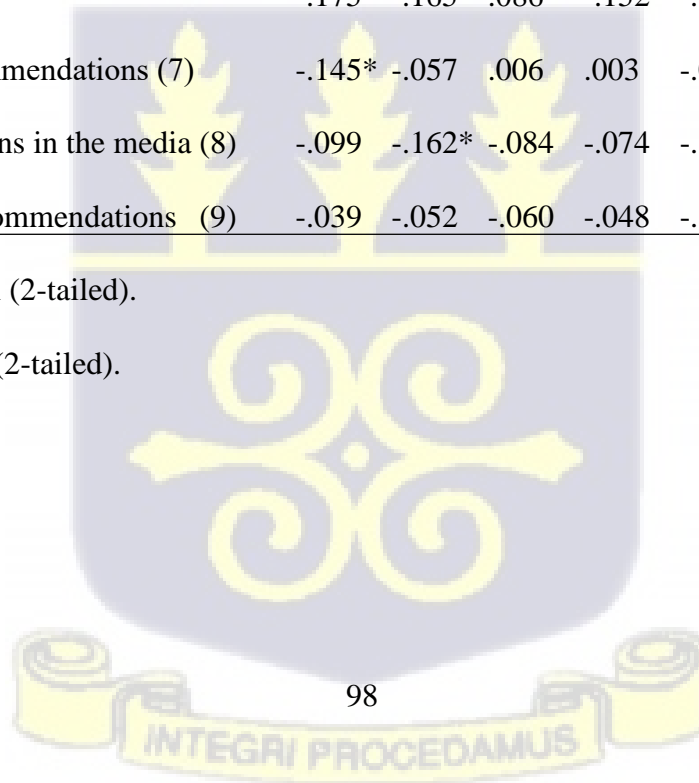 mmendations (7) -.145* -.057 .006 .003
ns in the media (8) -.099 -.162* -.084 -.074
ommendations (9) -.039 -.052 -.060 -.048
(2-tailed).
(2-tailed).
98
INTEGRI PROCEDAMUS